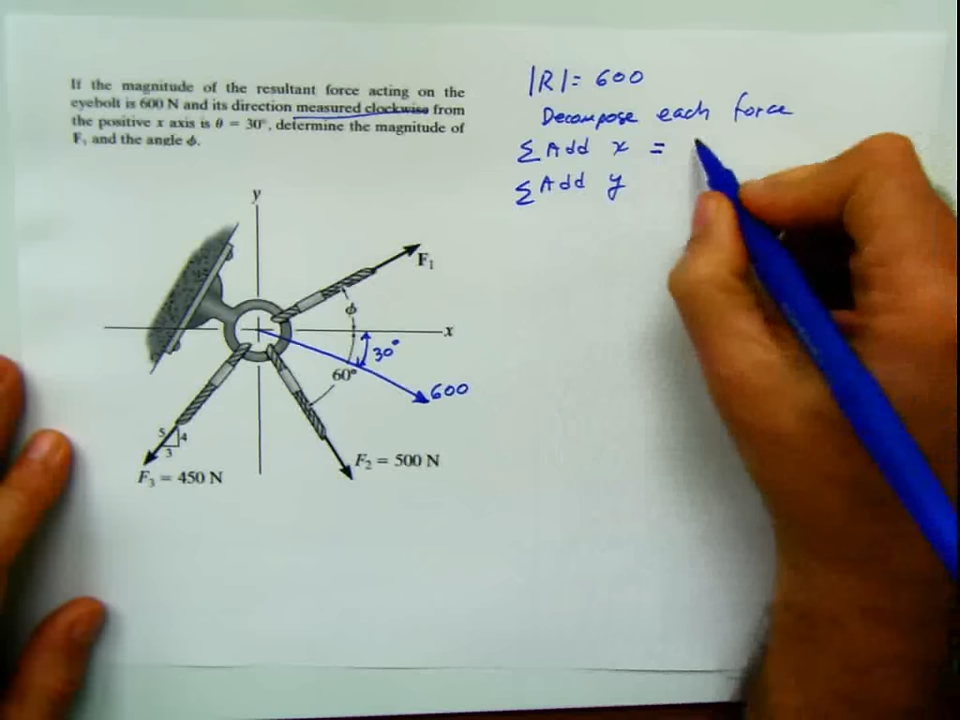 If the magnitude of the resultant force acting on the
eyebolt is 600 N and its direction measured clockwise from
the positive x axis is θ = 30°, determine the magnitude of
F₁ and the angle ϕ.
|R| = 600
Decompose each force
Σ Add x =
Σ Add y
y
F₁
ϕ
x
30°
60°
600
5
4
3
F₂ = 500 N
F₃ = 450 N